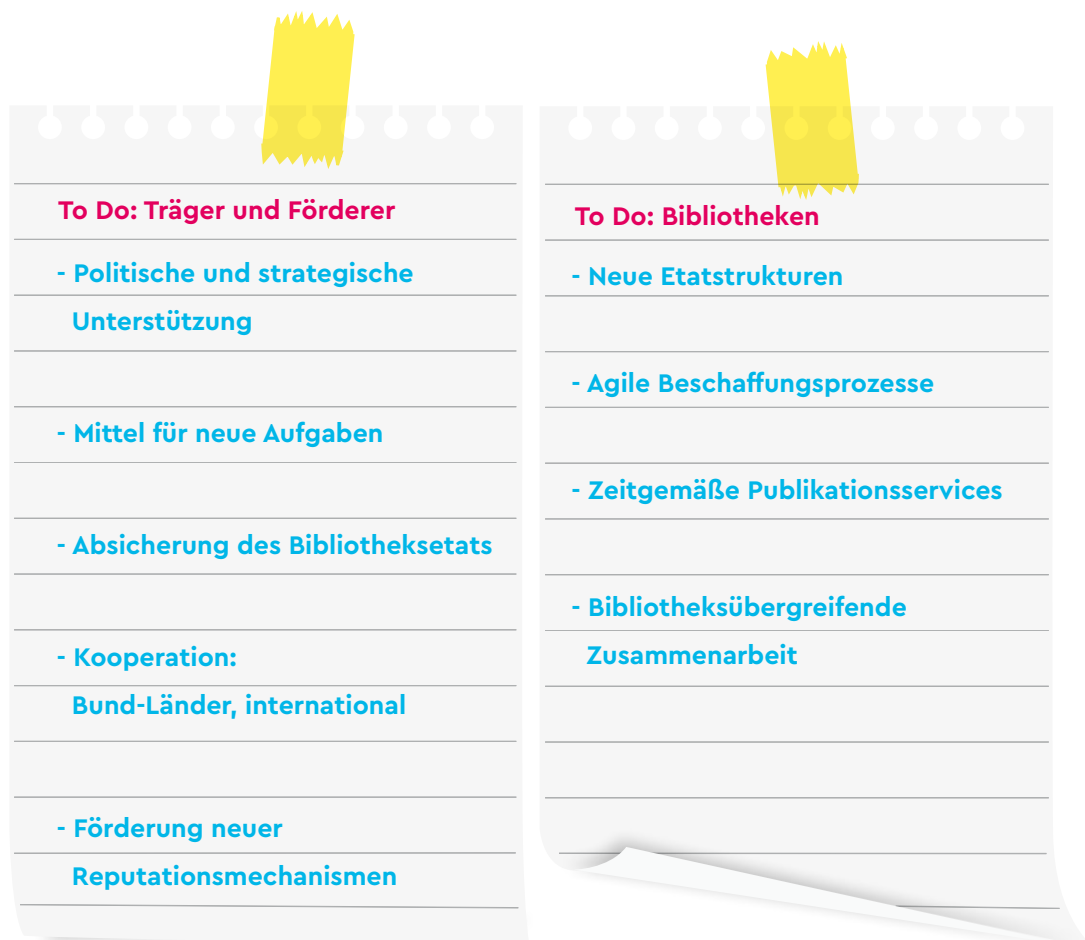 To Do: Träger und Förderer
- Politische und strategische
Unterstützung
- Mittel für neue Aufgaben
- Absicherung des Bibliotheksetats
- Kooperation:
Bund-Länder, international
- Förderung neuer
Reputationsmechanismen
To Do: Bibliotheken
- Neue Etatstrukturen
- Agile Beschaffungsprozesse
- Zeitgemäße Publikationsservices
- Bibliotheksübergreifende
Zusammenarbeit